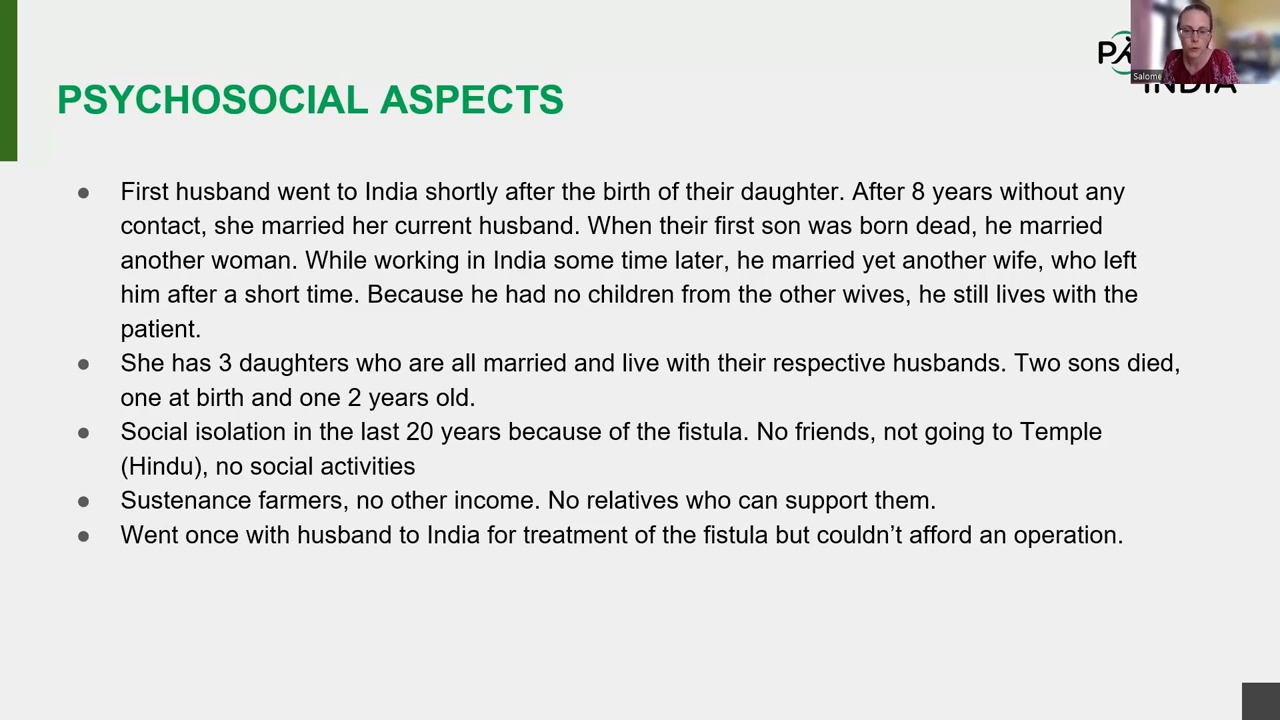 PSYCHOSOCIAL ASPECTS
Salome
INDIA
● First husband went to India shortly after the birth of their daughter. After 8 years without any
contact, she married her current husband. When their first son was born dead, he married
another woman. While working in India some time later, he married yet another wife, who left
him after a short time. Because he had no children from the other wives, he still lives with the
patient.
● She has 3 daughters who are all married and live with their respective husbands. Two sons died,
one at birth and one 2 years old.
● Social isolation in the last 20 years because of the fistula. No friends, not going to Temple
(Hindu), no social activities
● Sustenance farmers, no other income. No relatives who can support them.
● Went once with husband to India for treatment of the fistula but couldn’t afford an operation.